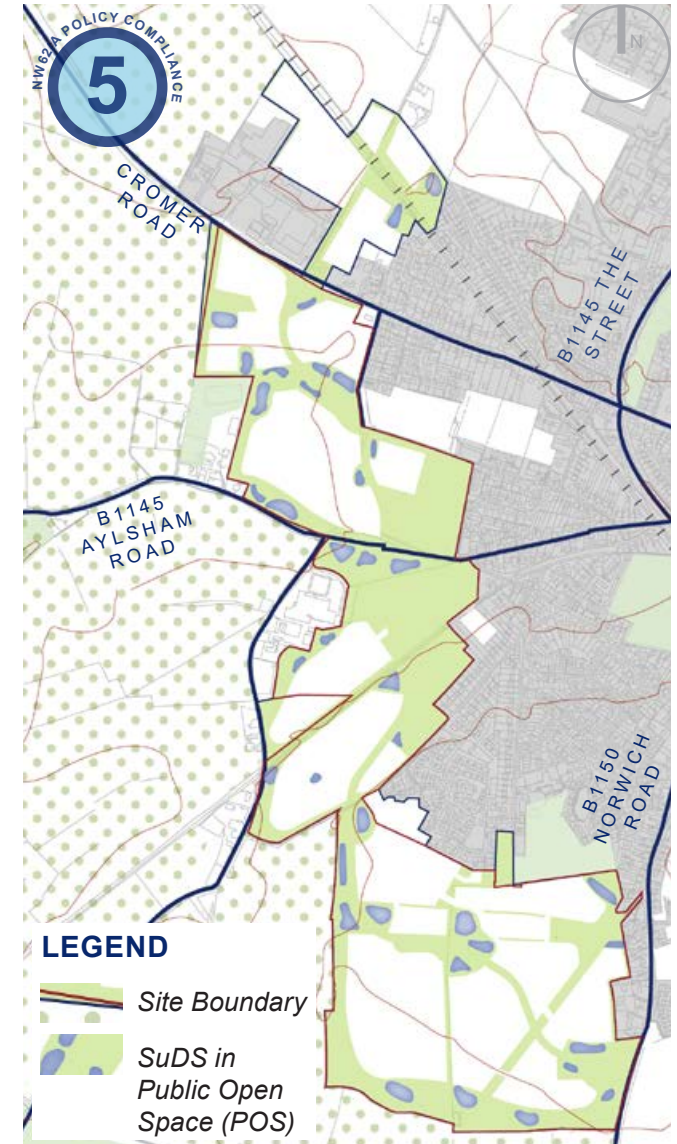 NW62/A POLICY COMPLIANCE
5
N
CROMER
ROAD
B1145 THE
STREET
B1145
AYLSHAM
ROAD
B1150
NORWICH
ROAD
LEGEND
Site Boundary
SuDS in
Public Open
Space (POS)